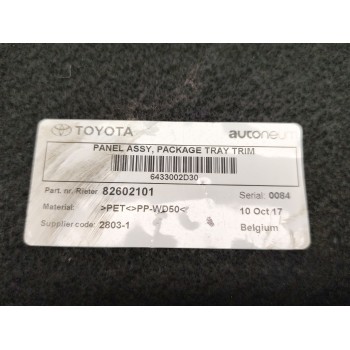 TOYOTA autoneu
PANEL ASSY, PACKAGE TRAY TRIM
6433002D30
Part. nr. Rieter 82602101 Serial: 0084
Material: >PET<>PP-WD50< 10 Oct 17
Supplier code: 2803-1 Belgium